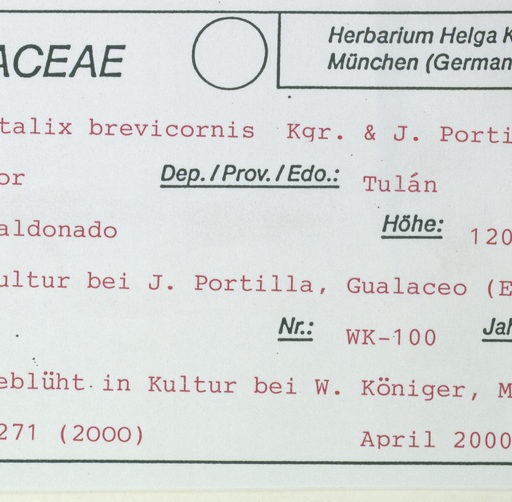 ACEAE
Herbarium Helga K
München (German
talix brevicornis Kgr. & J. Porti
or Dep. / Prov. / Edo.: Tulán
aldonado Höhe: 120
ultur bei J. Portilla, Gualaceo (E
Nr.: WK-100 Jah
eblüht in Kultur bei W. Königer, M
271 (2000) April 2000